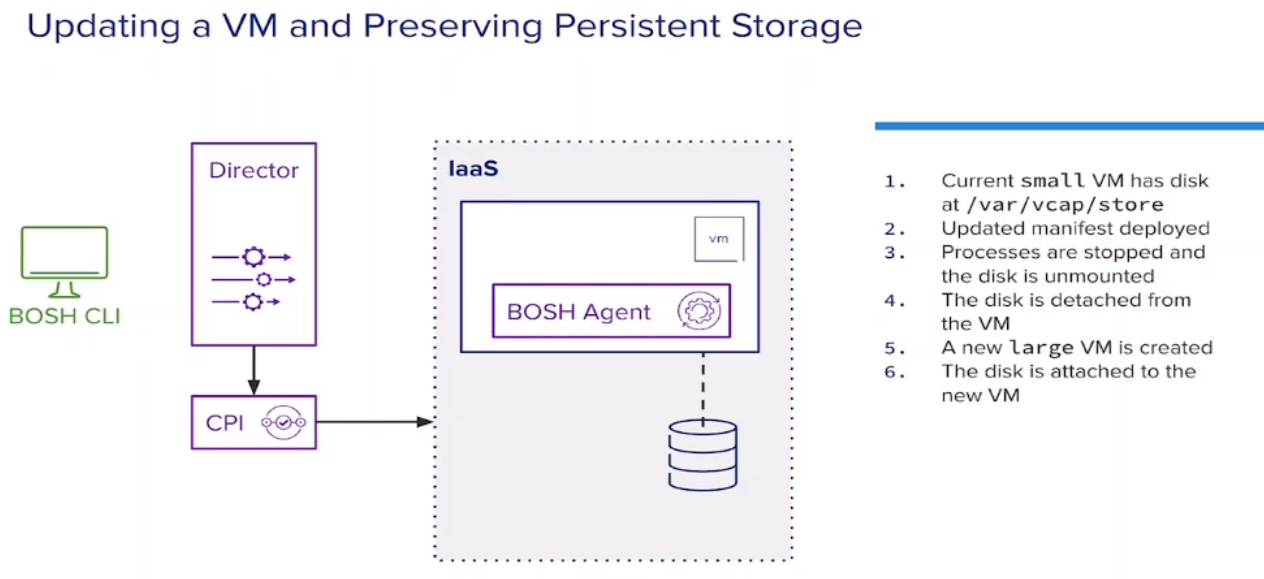 Updating a VM and Preserving Persistent Storage
BOSH CLI
Director
CPI
IaaS
vm
BOSH Agent
1. Current small VM has disk
at /var/vcap/store
2. Updated manifest deployed
3. Processes are stopped and
the disk is unmounted
4. The disk is detached from
the VM
5. A new large VM is created
6. The disk is attached to the
new VM